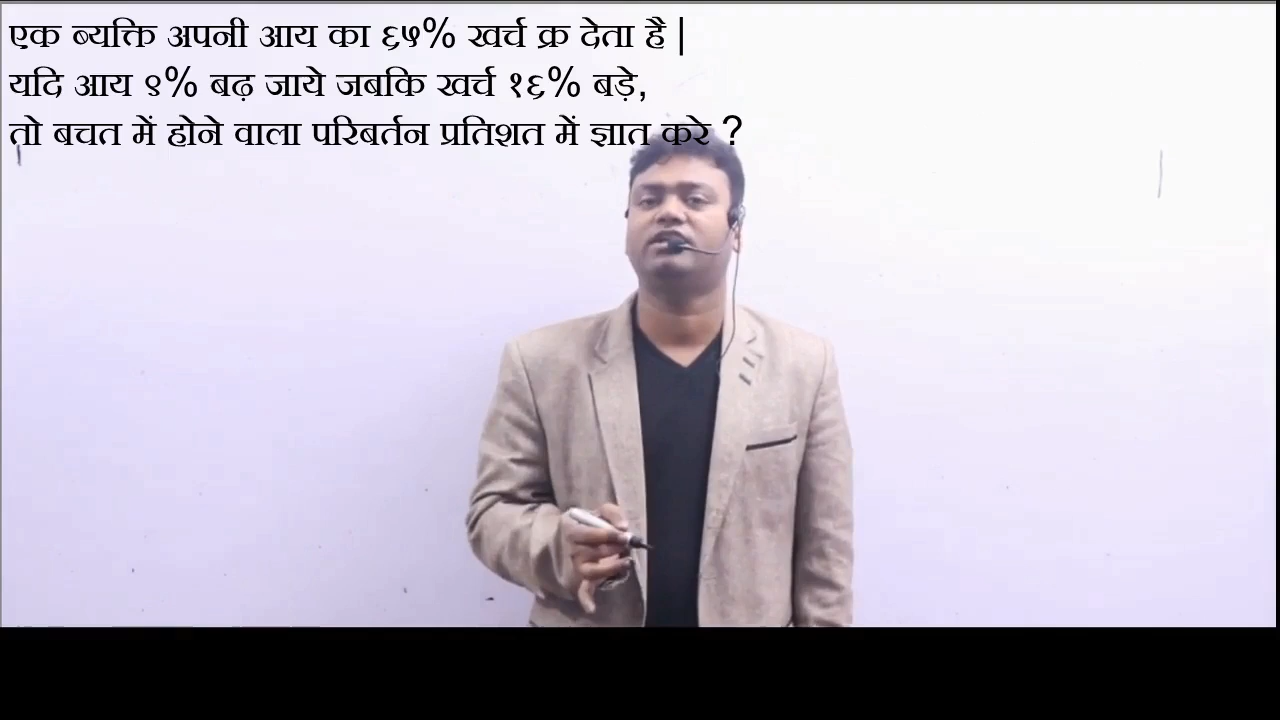 एक ब्यक्ति अपनी आय का ६५% खर्च क्र देता है |
यदि आय ९% बढ़ जाये जबकि खर्च १६% बड़े,
तो बचत में होने वाला परिबर्तन प्रतिशत में ज्ञात करे ?